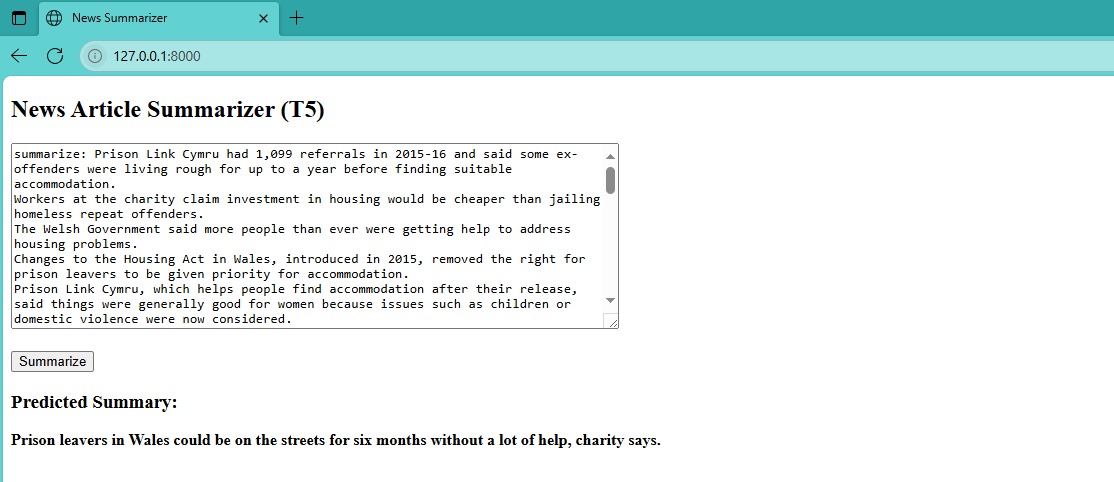 News Summarizer
127.0.0.1:8000
News Article Summarizer (T5)
summarize: Prison Link Cymru had 1,099 referrals in 2015-16 and said some ex-
offenders were living rough for up to a year before finding suitable
accommodation.
Workers at the charity claim investment in housing would be cheaper than jailing
homeless repeat offenders.
The Welsh Government said more people than ever were getting help to address
housing problems.
Changes to the Housing Act in Wales, introduced in 2015, removed the right for
prison leavers to be given priority for accommodation.
Prison Link Cymru, which helps people find accommodation after their release,
said things were generally good for women because issues such as children or
domestic violence were now considered.
Summarize
Predicted Summary:
Prison leavers in Wales could be on the streets for six months without a lot of help, charity says.